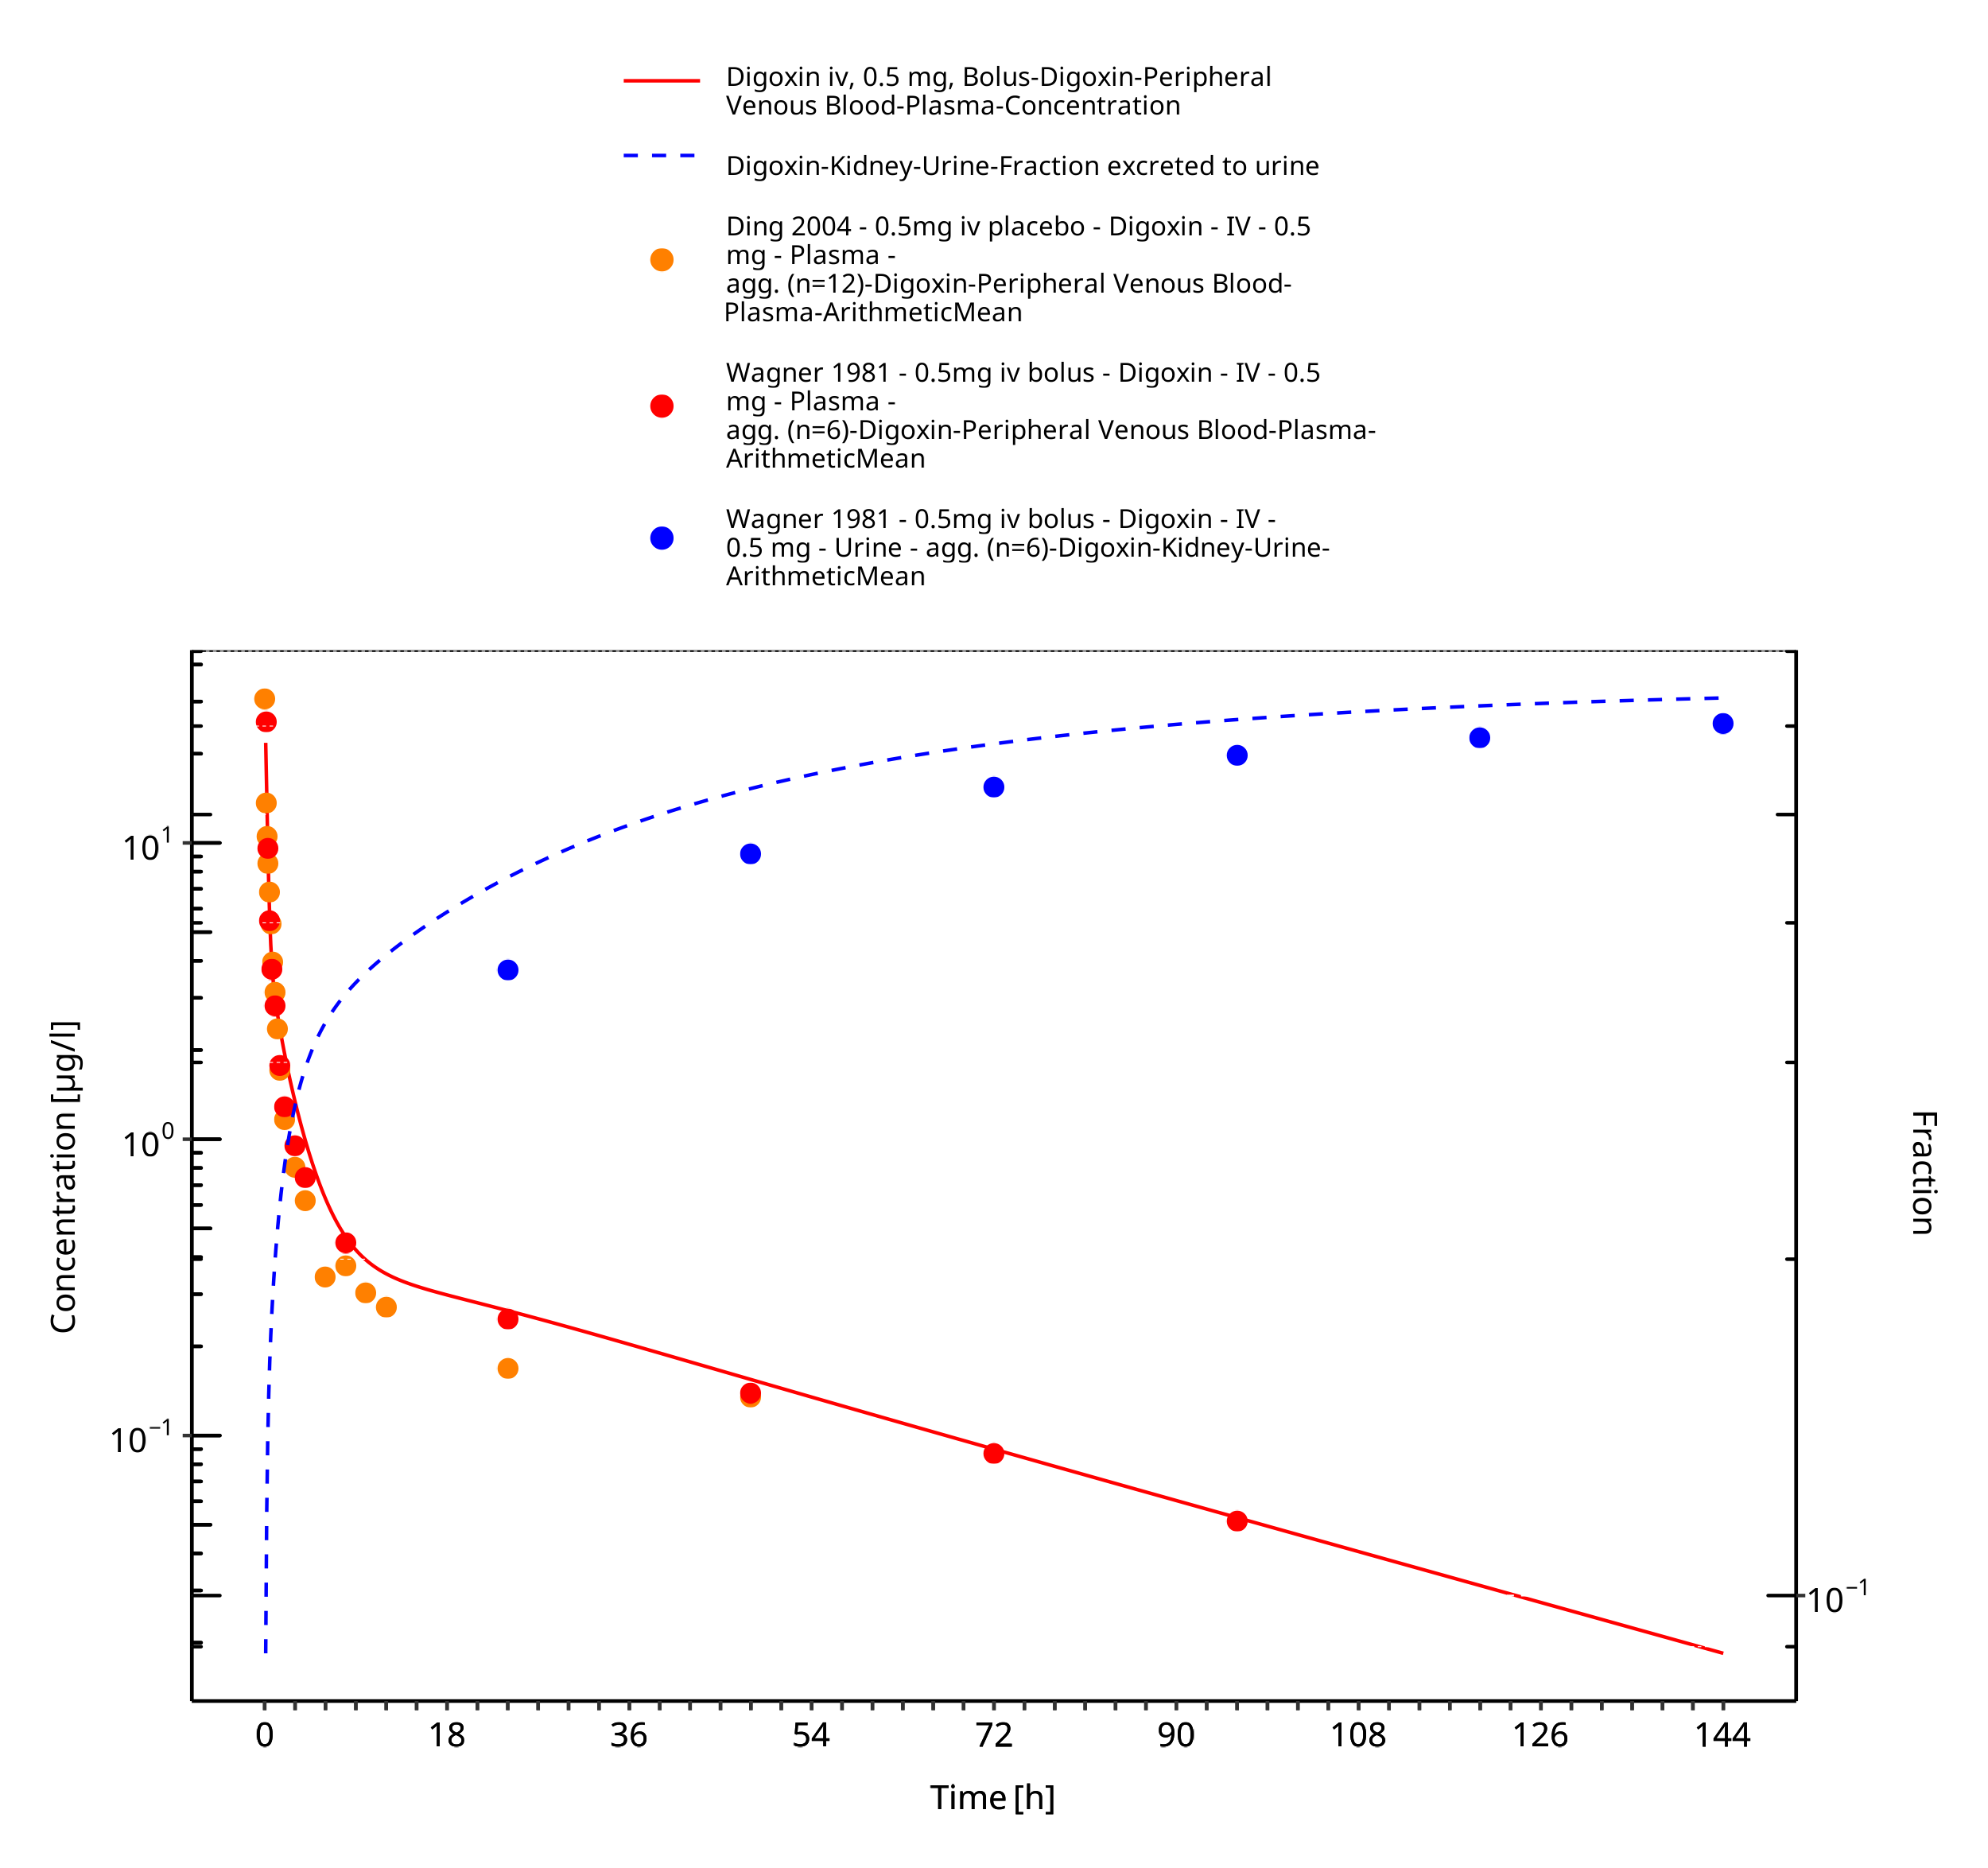 Digoxin iv, 0.5 mg, Bolus-Digoxin-Peripheral
Venous Blood-Plasma-Concentration
Digoxin-Kidney-Urine-Fraction excreted to urine
Ding 2004 - 0.5mg iv placebo - Digoxin - IV - 0.5
mg - Plasma -
agg. (n=12)-Digoxin-Peripheral Venous Blood-
Plasma-ArithmeticMean
Wagner 1981 - 0.5mg iv bolus - Digoxin - IV - 0.5
mg - Plasma -
agg. (n=6)-Digoxin-Peripheral Venous Blood-Plasma-
ArithmeticMean
Wagner 1981 - 0.5mg iv bolus - Digoxin - IV -
0.5 mg - Urine - agg. (n=6)-Digoxin-Kidney-Urine-
ArithmeticMean
Concentration [µg/l]
10¹
10⁰
10⁻¹
10⁻¹
Fraction
0 18 36 54 72 90 108 126 144
Time [h]